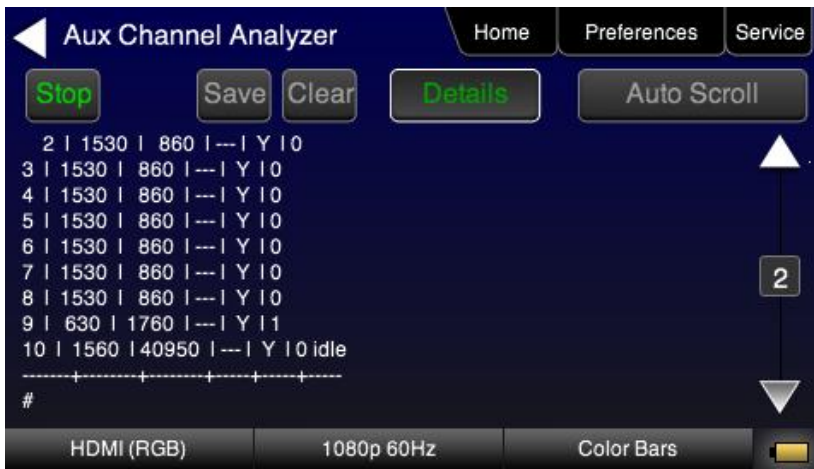 Aux Channel Analyzer Home Preferences Service
Stop Save Clear Details Auto Scroll
2 | 1530 | 860 |---| Y |0
3 | 1530 | 860 |---| Y |0
4 | 1530 | 860 |---| Y |0
5 | 1530 | 860 |---| Y |0
6 | 1530 | 860 |---| Y |0
7 | 1530 | 860 |---| Y |0
8 | 1530 | 860 |---| Y |0
9 | 630 | 1760 |---| Y |1
10 | 1560 |40950 |---| Y |0 idle
-------+--------+--------+-----+-----+-----
#
2
HDMI (RGB) 1080p 60Hz Color Bars